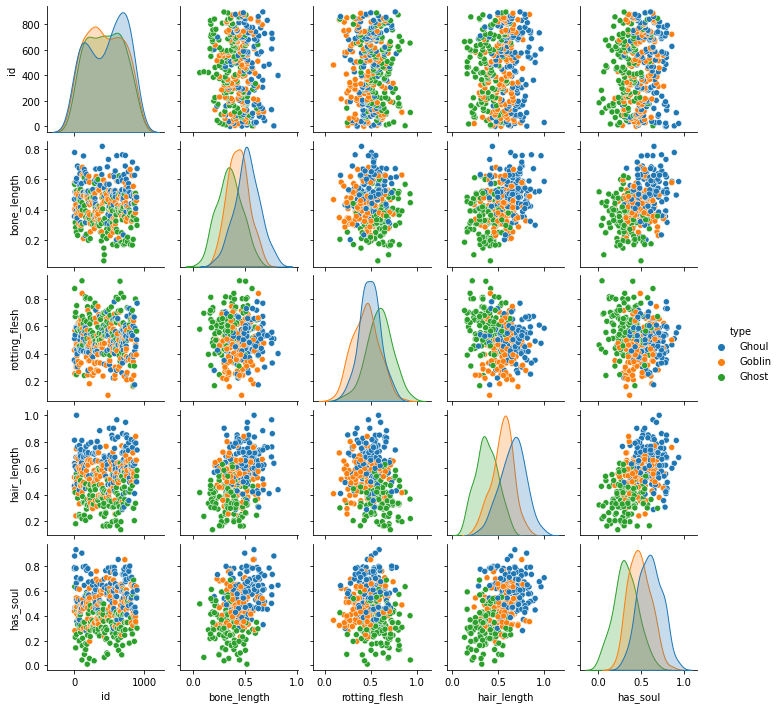 800
600
400
200
0
id
0.8
0.6
0.4
0.2
bone_length
0.8
0.6
0.4
0.2
rotting_flesh
1.0
0.8
0.6
0.4
0.2
hair_length
0.8
0.6
0.4
0.2
0.0
has_soul
0 1000
id
0.0 0.5 1.0
bone_length
0.0 0.5 1.0
rotting_flesh
0.0 0.5 1.0
hair_length
0.0 0.5 1.0
has_soul
type
Ghoul
Goblin
Ghost